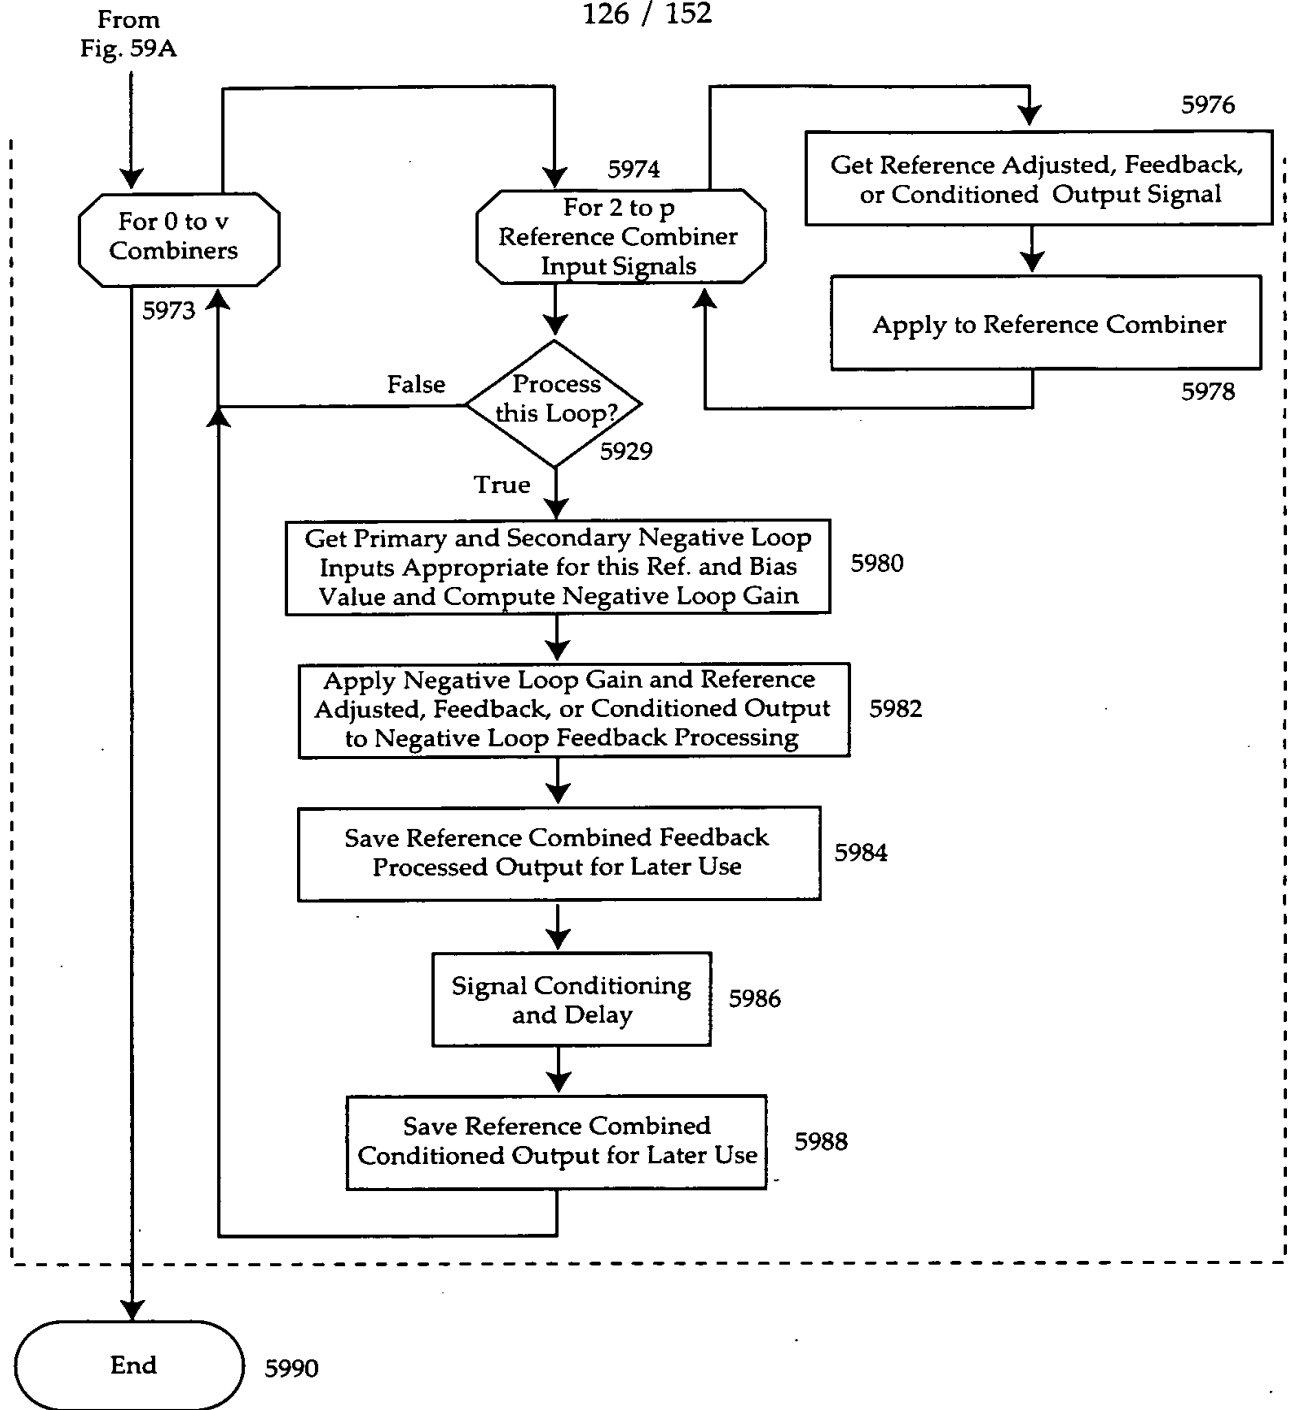 126 / 152
From
Fig. 59A
5976
Get Reference Adjusted, Feedback,
or Conditioned Output Signal
5974
For 0 to v
Combiners
For 2 to p
Reference Combiner
Input Signals
5973
Apply to Reference Combiner
5978
False
Process
this Loop?
5929
True
Get Primary and Secondary Negative Loop
Inputs Appropriate for this Ref. and Bias
Value and Compute Negative Loop Gain
5980
Apply Negative Loop Gain and Reference
Adjusted, Feedback, or Conditioned Output
to Negative Loop Feedback Processing
5982
Save Reference Combined Feedback
Processed Output for Later Use
5984
Signal Conditioning
and Delay
5986
Save Reference Combined
Conditioned Output for Later Use
5988
End
5990